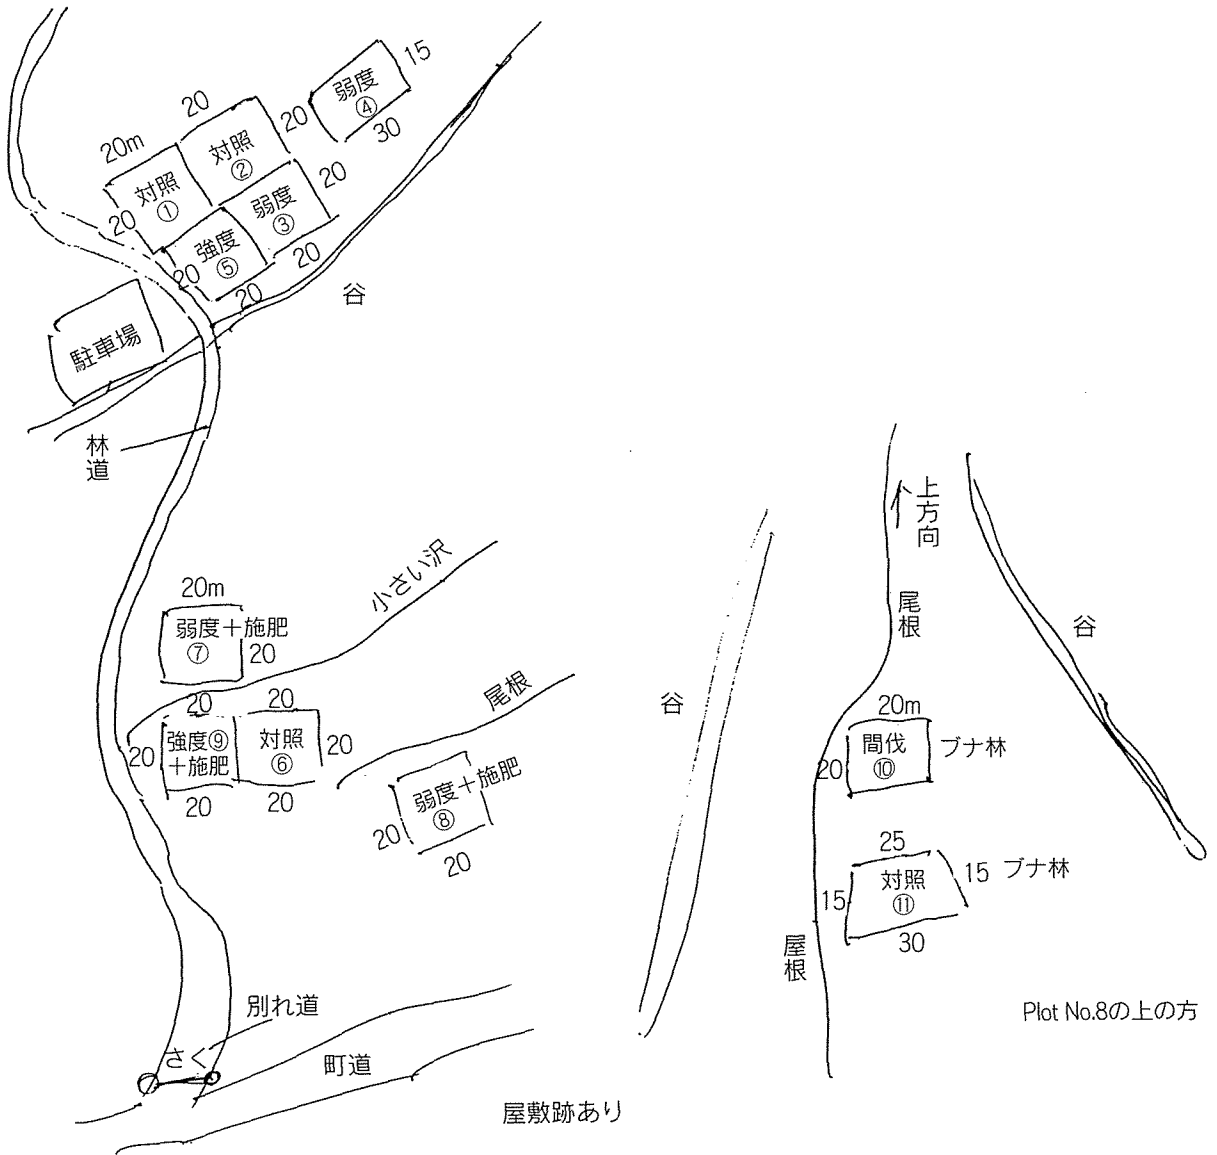 15
弱度
④
30
20
20
対照
②
20m
対照
①
20
20
弱度
③
20
強度
⑤
20
20
20
谷
駐車場
林道
小さい沢
20m
弱度＋施肥
⑦
20
20
20
尾根
20
強度⑨
＋施肥
対照
⑥
20
20
20
弱度＋施肥
⑧
20
20
別れ道
さく
町道
屋敷跡あり
上方向
尾根
谷
谷
20m
間伐
⑩
20
ブナ林
25
対照
⑪
15
15
ブナ林
30
屋根
Plot No.8の上の方